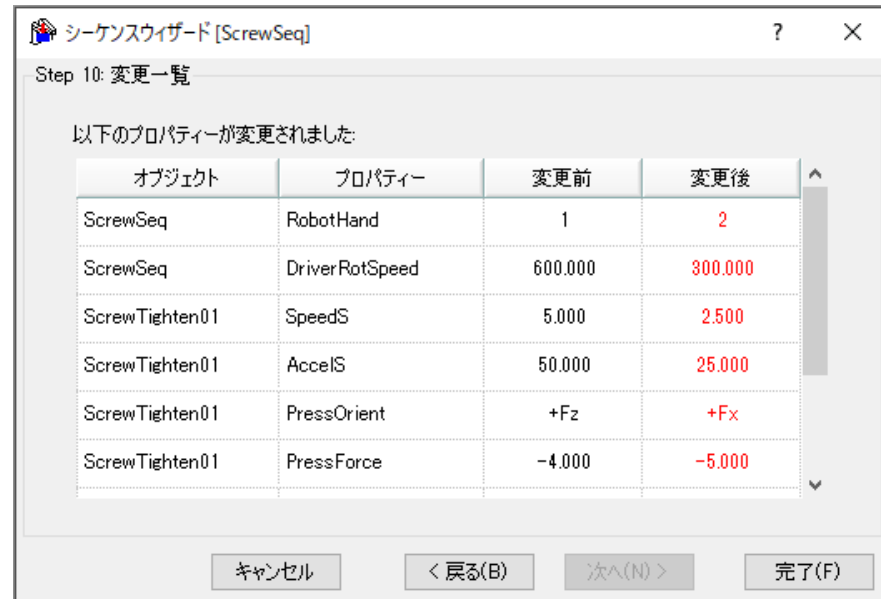 シーケンスウィザード [ScrewSeq] ? ×
Step 10: 変更一覧
以下のプロパティーが変更されました:
オブジェクト プロパティー 変更前 変更後
ScrewSeq RobotHand 1 2
ScrewSeq DriverRotSpeed 600.000 300.000
ScrewTighten01 SpeedS 5.000 2.500
ScrewTighten01 AccelS 50.000 25.000
ScrewTighten01 PressOrient +Fz +Fx
ScrewTighten01 PressForce -4.000 -5.000
キャンセル < 戻る(B) 次へ(N) > 完了(F)